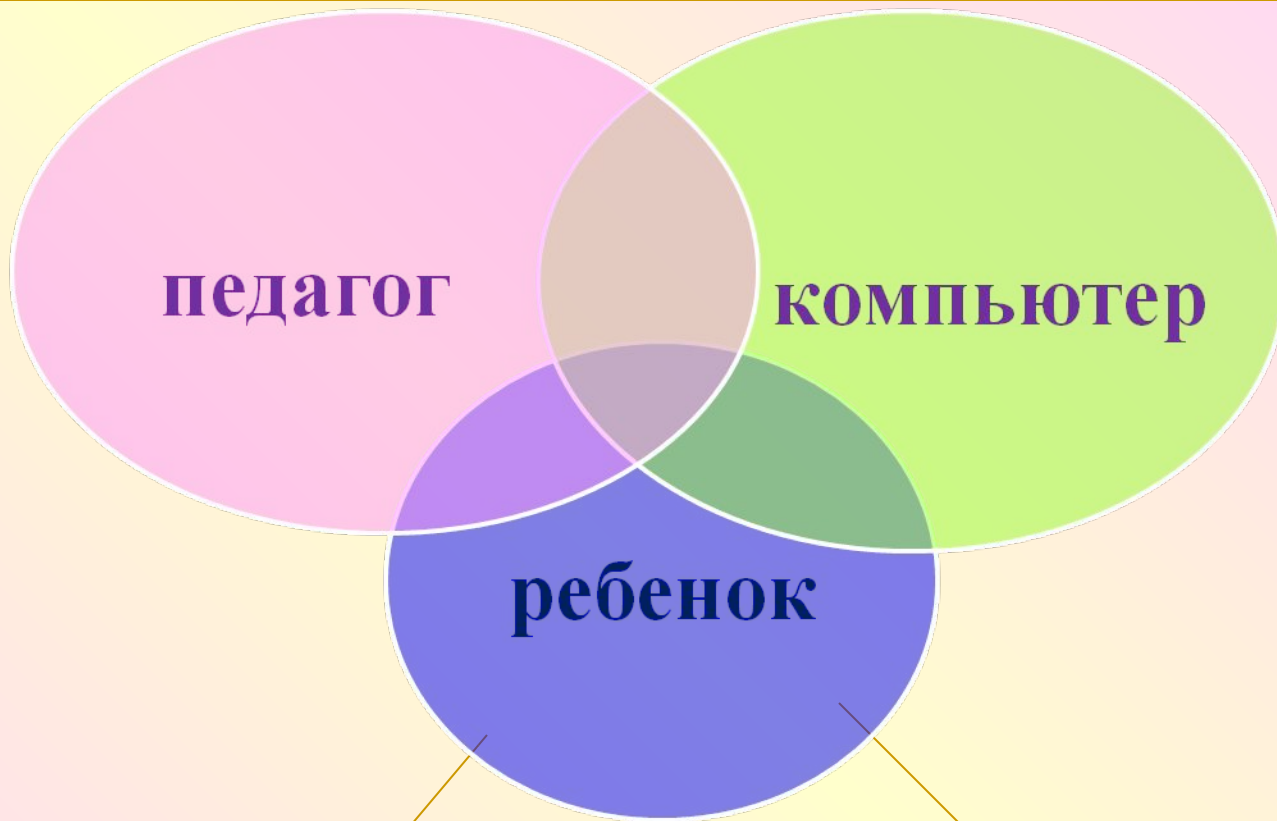 педагог
компьютер
ребенок